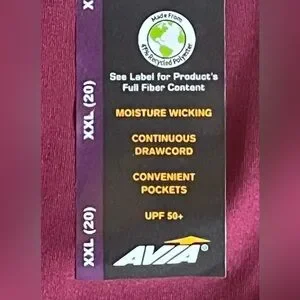 Made From
41% Recycled Polyester
See Label for Product's
Full Fiber Content
MOISTURE WICKING
CONTINUOUS
DRAWCORD
CONVENIENT
POCKETS
UPF 50+
AVIA®
XXL (20)
XXL (20)